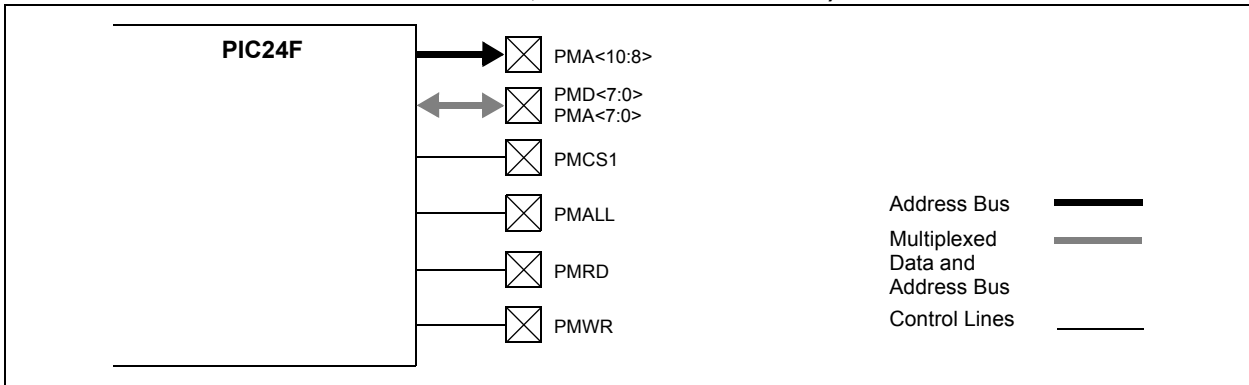 PIC24F
PMA<10:8>
PMD<7:0>
PMA<7:0>
PMCS1
PMALL
PMRD
PMWR
Address Bus
Multiplexed
Data and
Address Bus
Control Lines